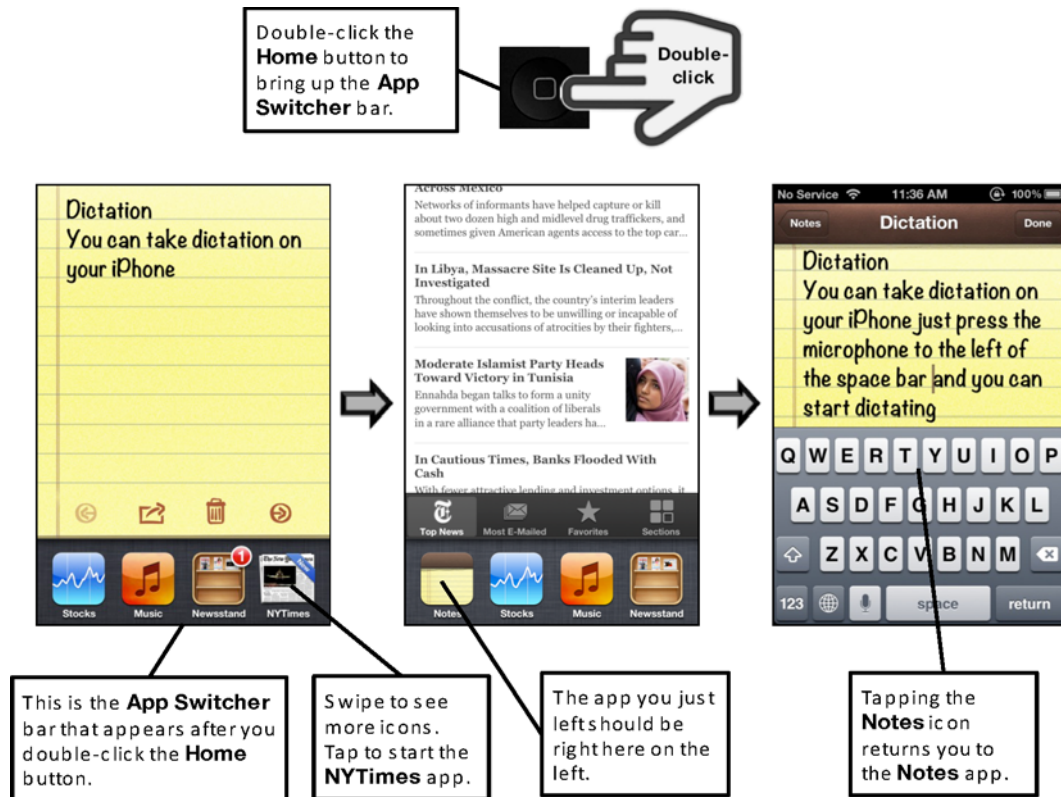 Double-click the
Home button to
bring up the App
Switcher bar.
Double-
click
Dictation
You can take dictation on
your iPhone
1
New
Stocks
Music
Newsstand
NYTimes
Across Mexico
Networks of informants have helped capture or kill
about two dozen high and midlevel drug traffickers, and
sometimes given American agents access to the top car...
In Libya, Massacre Site Is Cleaned Up, Not
Investigated
Throughout the conflict, the country's interim leaders
have shown themselves to be unwilling or incapable of
looking into accusations of atrocities by their fighters,...
Moderate Islamist Party Heads
Toward Victory in Tunisia
Ennahda began talks to form a unity
government with a coalition of liberals
in a rare alliance that party leaders ha...
In Cautious Times, Banks Flooded With
Cash
With fewer attractive lending and investment options, it
Top News
Most E-Mailed
Favorites
Sections
Notes
Stocks
Music
Newsstand
No Service 11:36 AM 100%
Notes Dictation Done
Dictation
You can take dictation on
your iPhone just press the
microphone to the left of
the space bar and you can
start dictating
Q W E R T Y U I O P
A S D F G H J K L
Z X C V B N M
123 space return
This is the App Switcher
bar that appears after you
double-click the Home
button.
Swipe to see
more icons.
Tap to start the
NYTimes app.
The app you just
left should be
right here on the
left.
Tapping the
Notes icon
returns you to
the Notes app.